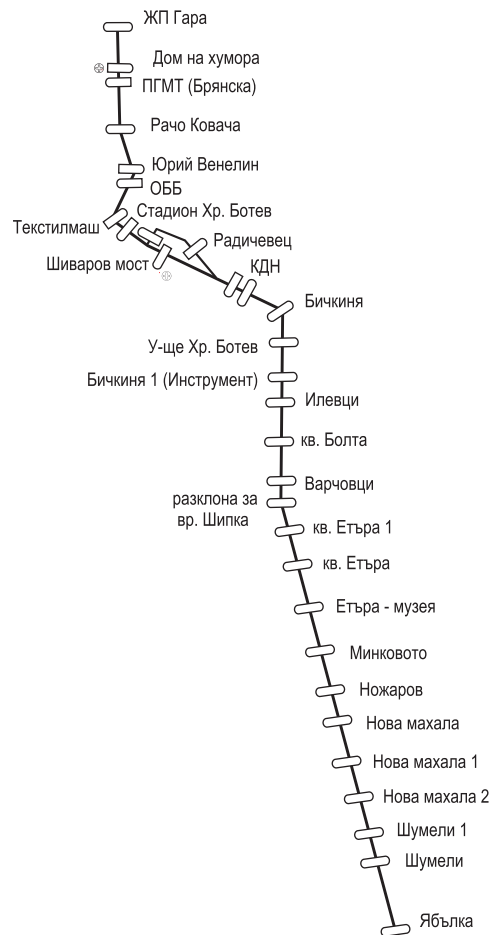 ЖП Гара
Дом на хумора
ПГМТ (Брянска)
Рачо Ковача
Юрий Венелин
ОББ
Стадион Хр. Ботев
Текстилмаш
Радичевец
Шиваров мост
КДН
Бичкиня
У-ще Хр. Ботев
Бичкиня 1 (Инструмент)
Илевци
кв. Болта
Варчовци
разклона за
вр. Шипка
кв. Етъра 1
кв. Етъра
Етъра - музея
Минковото
Ножаров
Нова махала
Нова махала 1
Нова махала 2
Шумели 1
Шумели
Ябълка